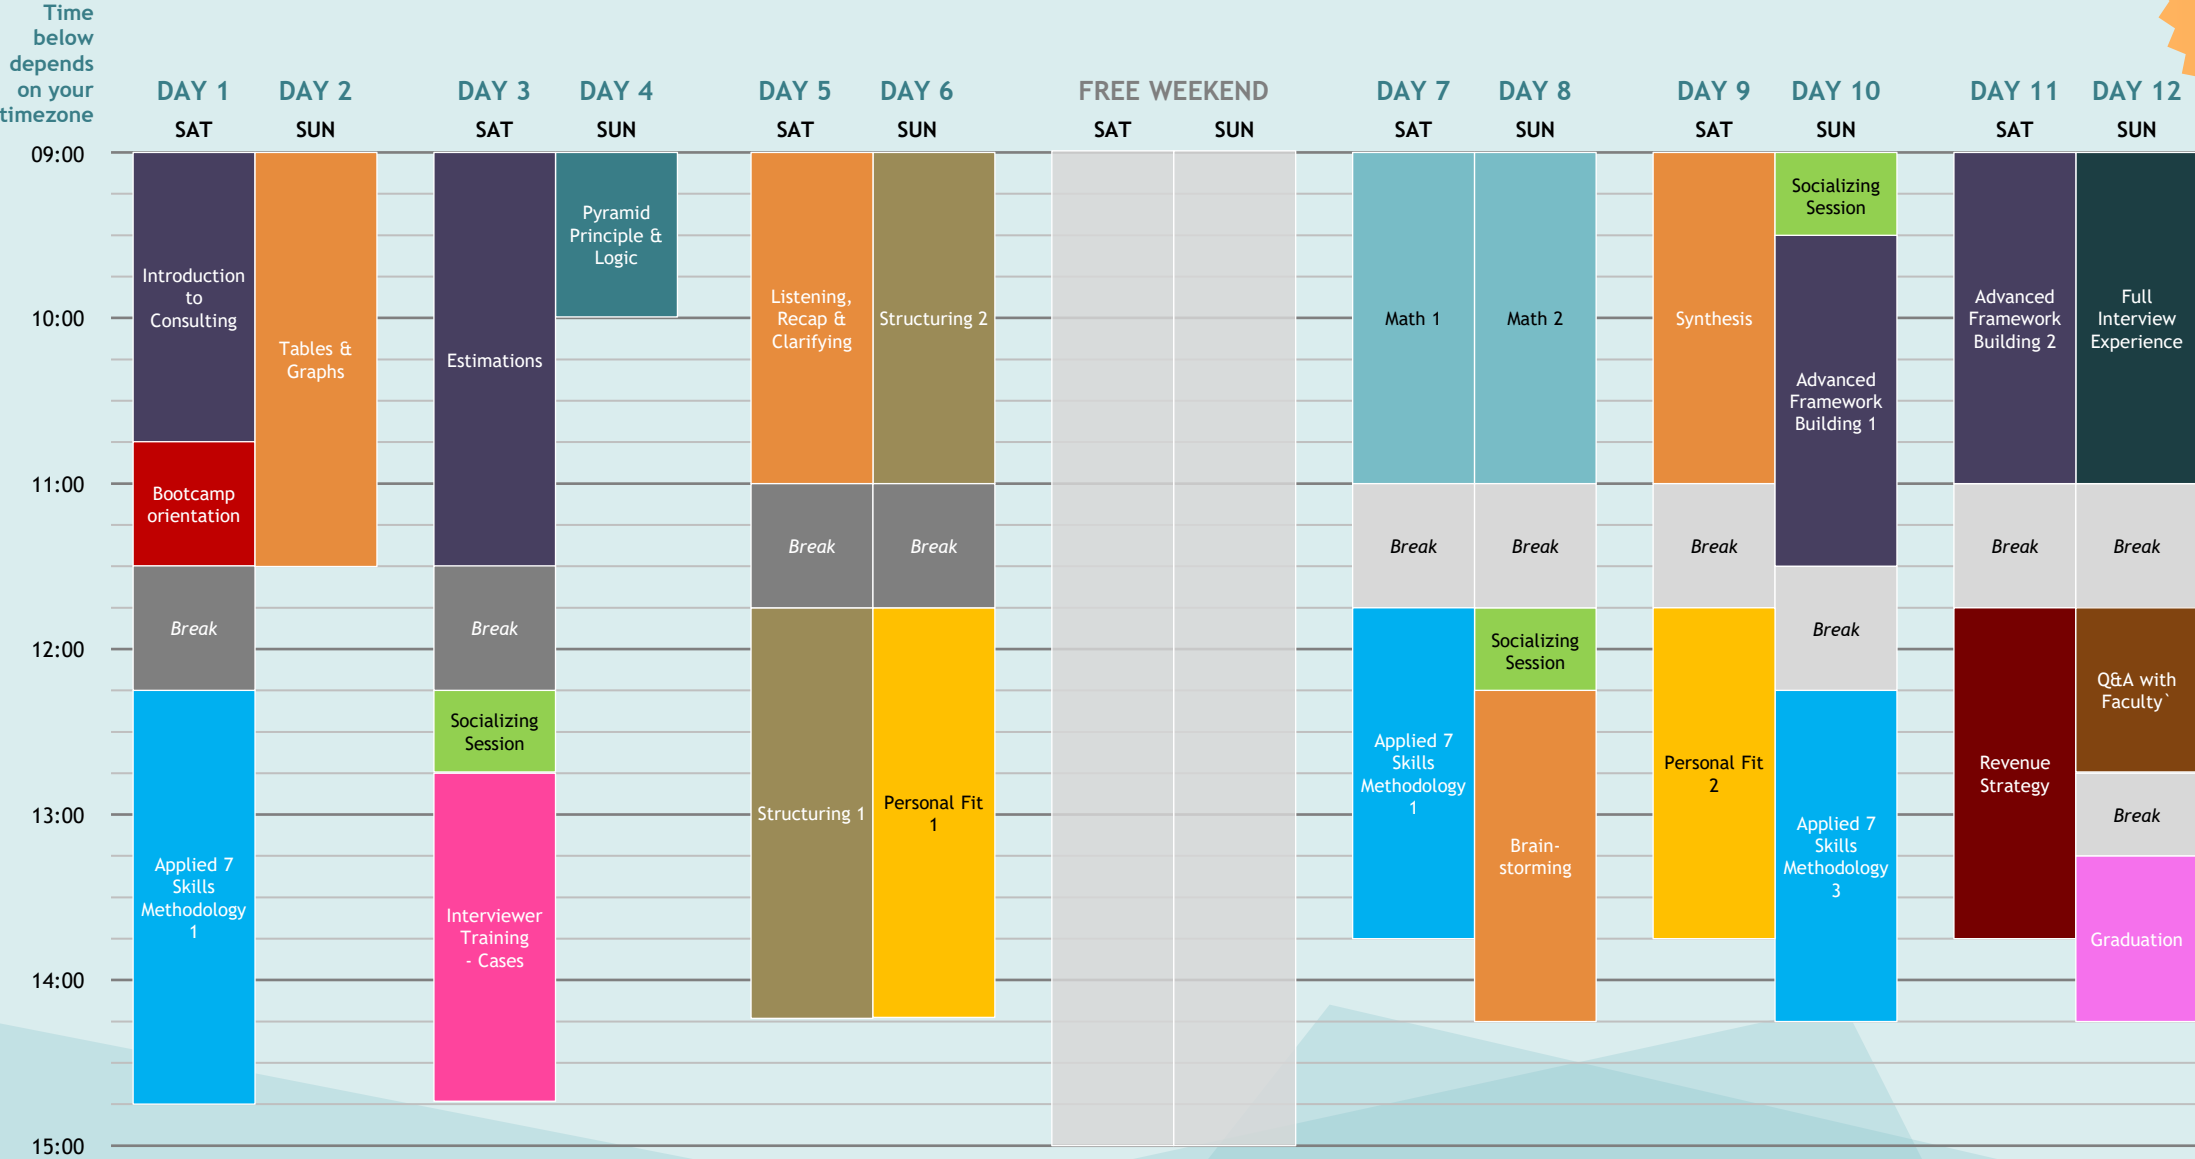 Time
below
depends
on your
timezone
DAY 1
DAY 2
DAY 3
DAY 4
DAY 5
DAY 6
FREE WEEKEND
DAY 7
DAY 8
DAY 9
DAY 10
DAY 11
DAY 12
SAT
SUN
SAT
SUN
SAT
SUN
SAT
SUN
SAT
SUN
SAT
SUN
SAT
SUN
09:00
10:00
11:00
12:00
13:00
14:00
15:00
Introduction
to
Consulting
Bootcamp
orientation
Break
Applied 7
Skills
Methodology
1
Tables &
Graphs
Estimations
Break
Socializing
Session
Interviewer
Training
- Cases
Pyramid
Principle &
Logic
Listening,
Recap &
Clarifying
Break
Structuring 1
Structuring 2
Break
Personal Fit
1
Math 1
Break
Applied 7
Skills
Methodology
1
Math 2
Break
Socializing
Session
Brain-
storming
Synthesis
Break
Personal Fit
2
Socializing
Session
Advanced
Framework
Building 1
Break
Applied 7
Skills
Methodology
3
Advanced
Framework
Building 2
Break
Revenue
Strategy
Full
Interview
Experience
Break
Q&A with
Faculty`
Break
Graduation